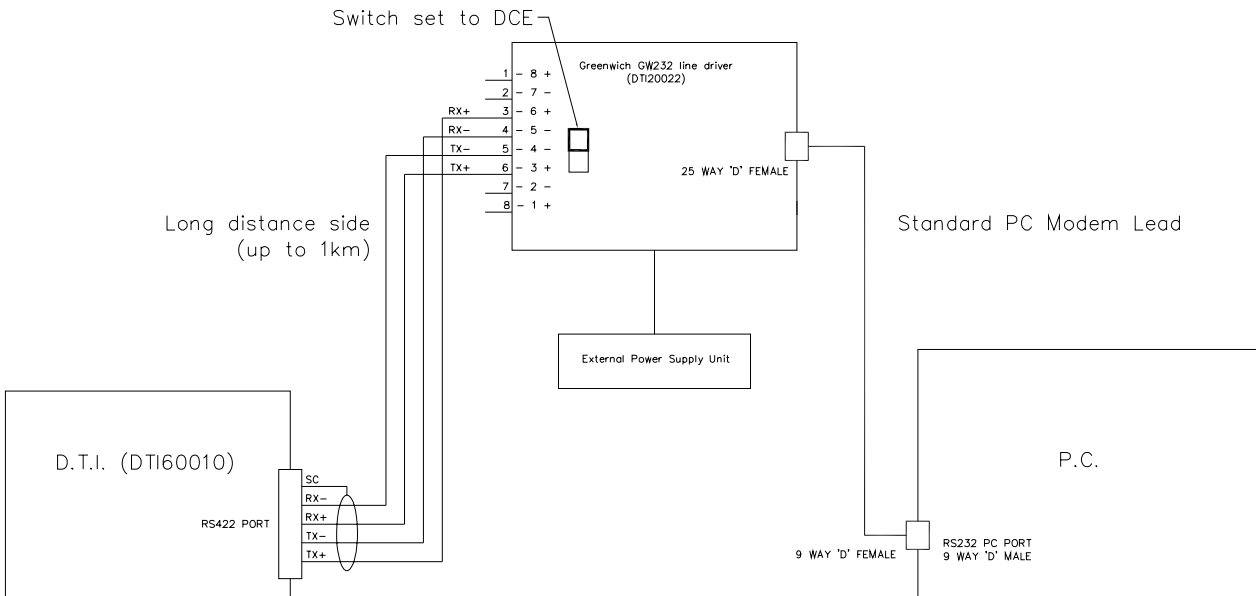 Switch set to DCE
Greenwich GW232 line driver
(DTI20022)
1 - 8 +
2 - 7 -
RX+ 3 - 6 +
RX- 4 - 5 -
TX- 5 - 4 -
TX+ 6 - 3 +
7 - 2 -
8 - 1 +
25 WAY 'D' FEMALE
Long distance side
(up to 1km)
Standard PC Modem Lead
External Power Supply Unit
D.T.I. (DTI60010)
RS422 PORT
SC
RX-
RX+
TX-
TX+
P.C.
9 WAY 'D' FEMALE
RS232 PC PORT
9 WAY 'D' MALE